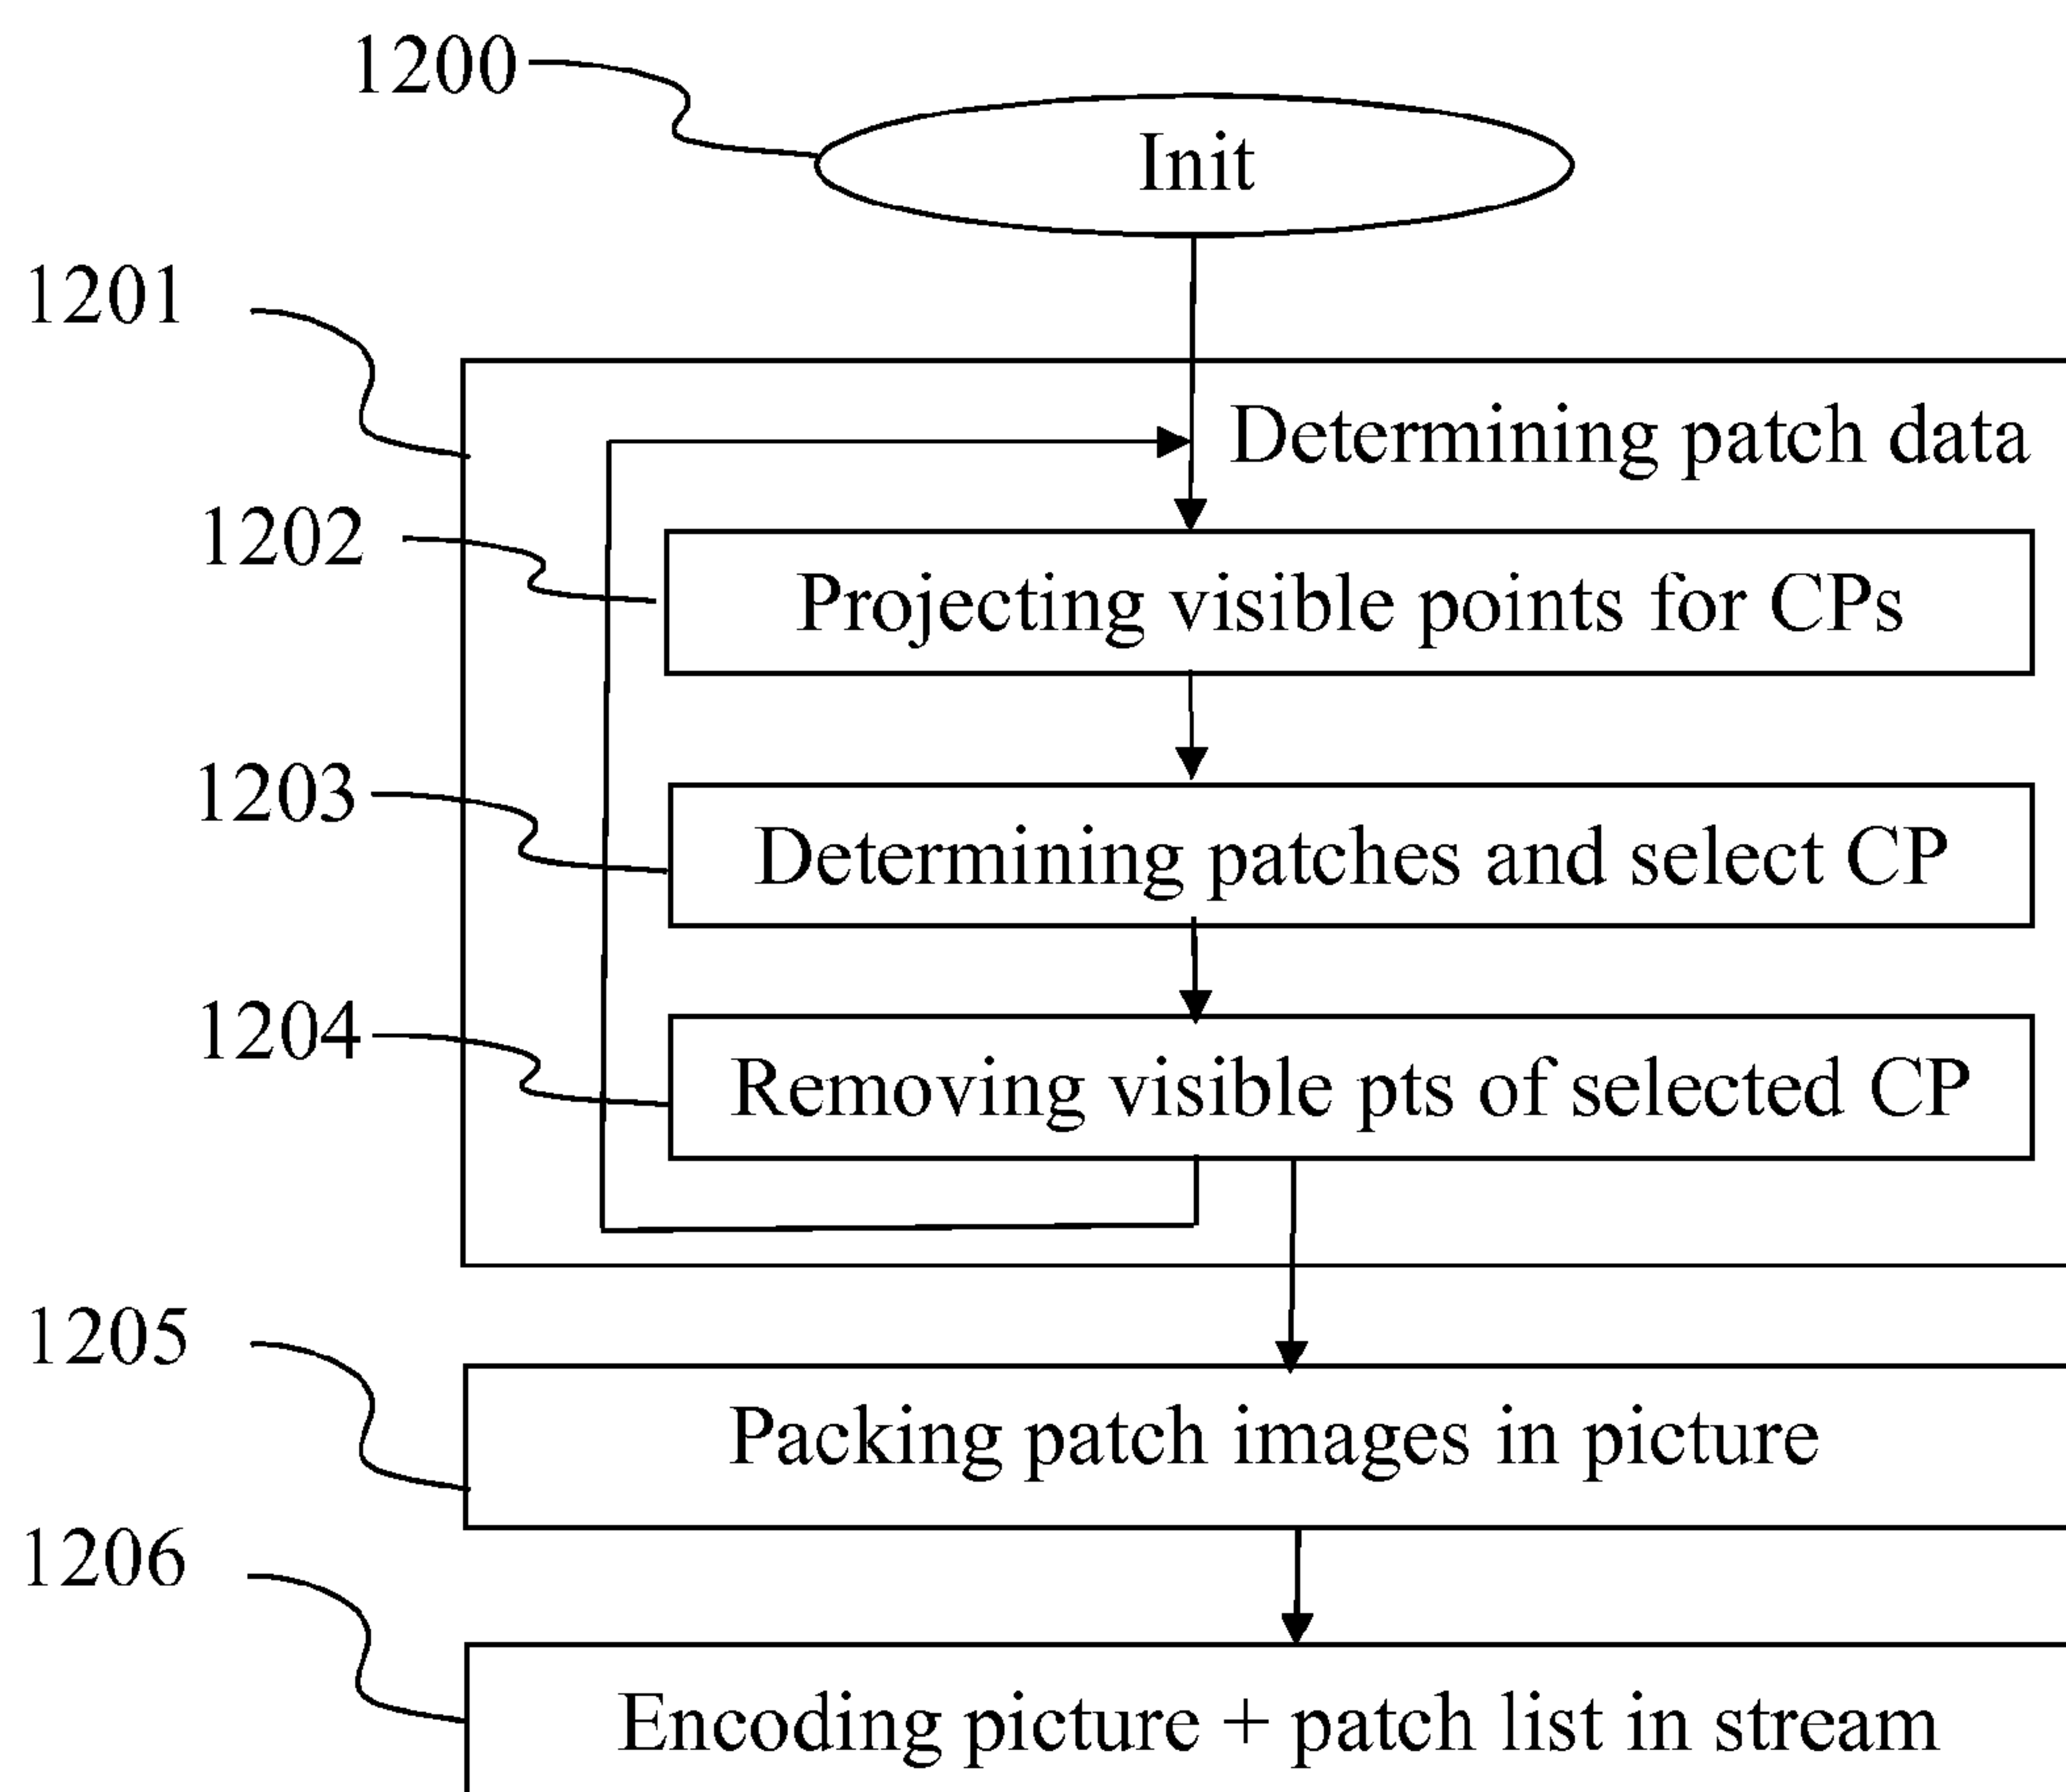 1200
Init
1201
Determining patch data
1202
Projecting visible points for CPs
1203
Determining patches and select CP
1204
Removing visible pts of selected CP
1205
Packing patch images in picture
1206
Encoding picture + patch list in stream